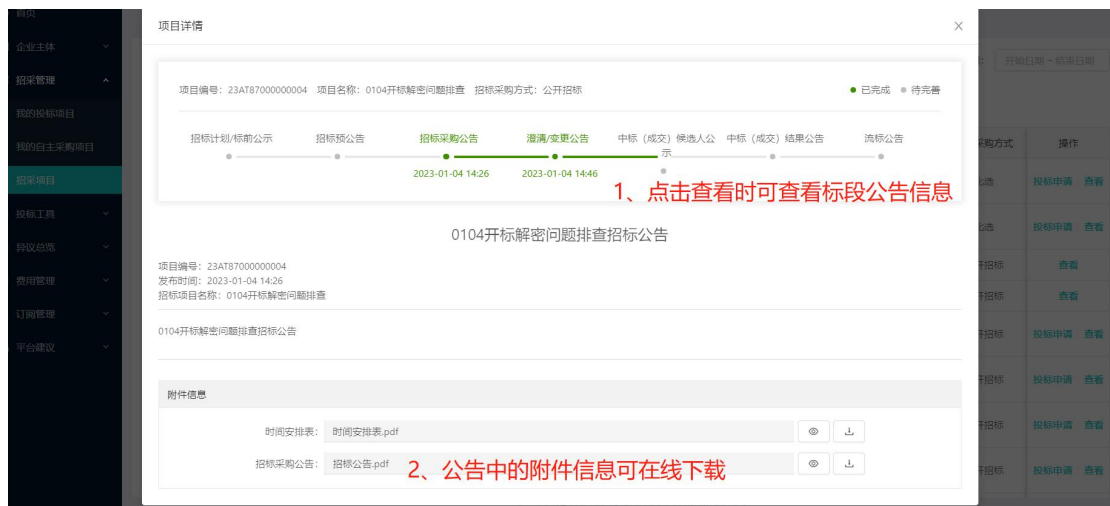 首页
项目详情
企业主体
开始日期 ~ 结束日期
招采管理
项目编号：23AT87000000004 项目名称：0104开标解密问题排查 招标采购方式：公开招标
已完成 待完善
我的投标项目
招标计划/标前公示 招标预公告 招标采购公告 澄清/变更公告 中标（成交）候选人公示 中标（成交）结果公告 流标公告
我的自主采购项目
采购方式 操作
2023-01-04 14:26 2023-01-04 14:46
招采项目
投标申请 查看
1、点击查看时可查看标段公告信息
投标工具
投标申请 查看
0104开标解密问题排查招标公告
异议总览
项目编号：23AT87000000004
开招标 查看
发布时间：2023-01-04 14:26
费用管理
招标项目名称：0104开标解密问题排查
开招标 查看
订阅管理
0104开标解密问题排查招标公告
开招标 投标申请 查看
平台建议
开招标 投标申请 查看
附件信息
时间安排表： 时间安排表.pdf
开招标 投标申请 查看
招标采购公告： 招标公告.pdf
2、公告中的附件信息可在线下载
开招标 投标申请 查看